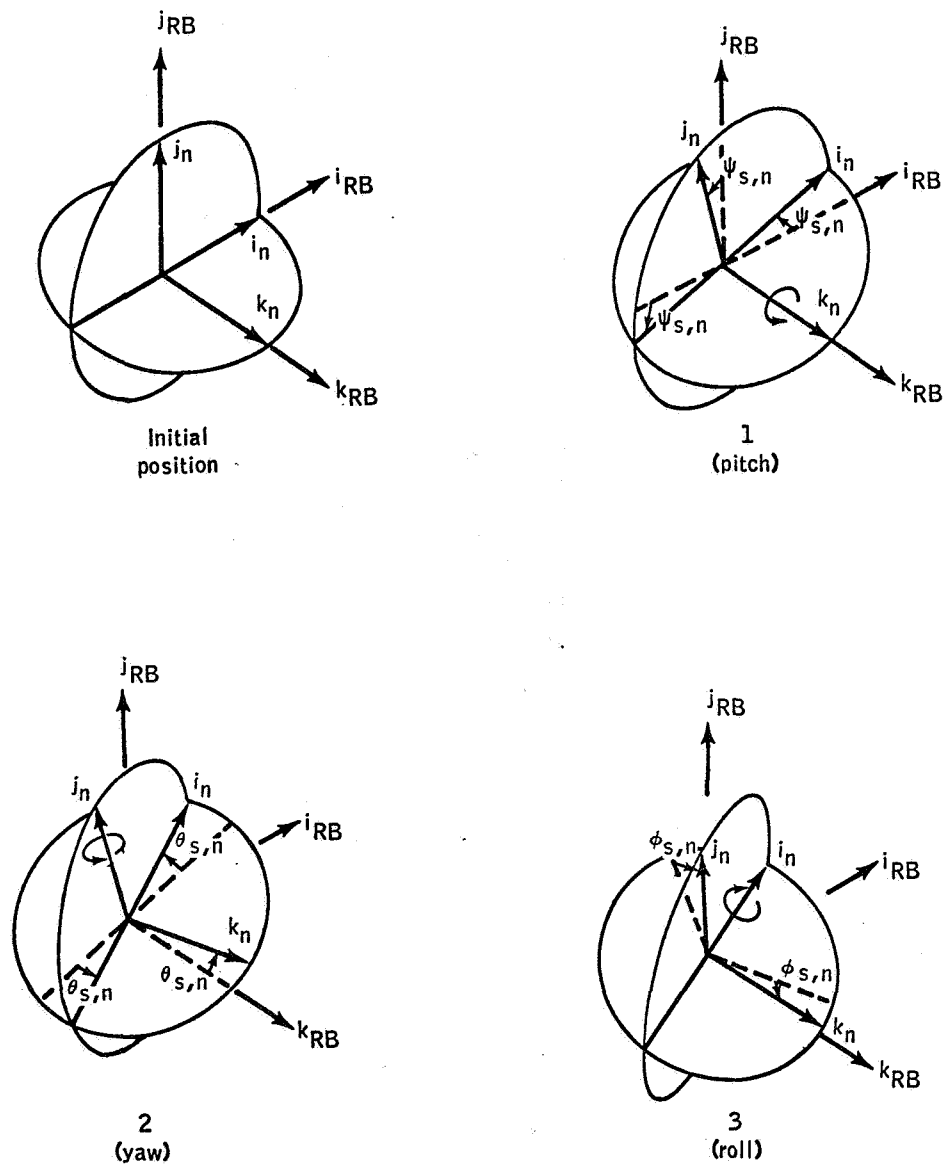 j_RB
j_n
i_RB
i_n
k_n
k_RB
Initial
position
j_RB
j_n
ψ_s,n
i_n
i_RB
ψ_s,n
k_n
ψ_s,n
k_RB
1
(pitch)
j_RB
j_n
i_n
i_RB
θ_s,n
k_n
θ_s,n
θ_s,n
k_RB
2
(yaw)
j_RB
ϕ_s,n
j_n
i_n
i_RB
ϕ_s,n
k_n
k_RB
3
(roll)